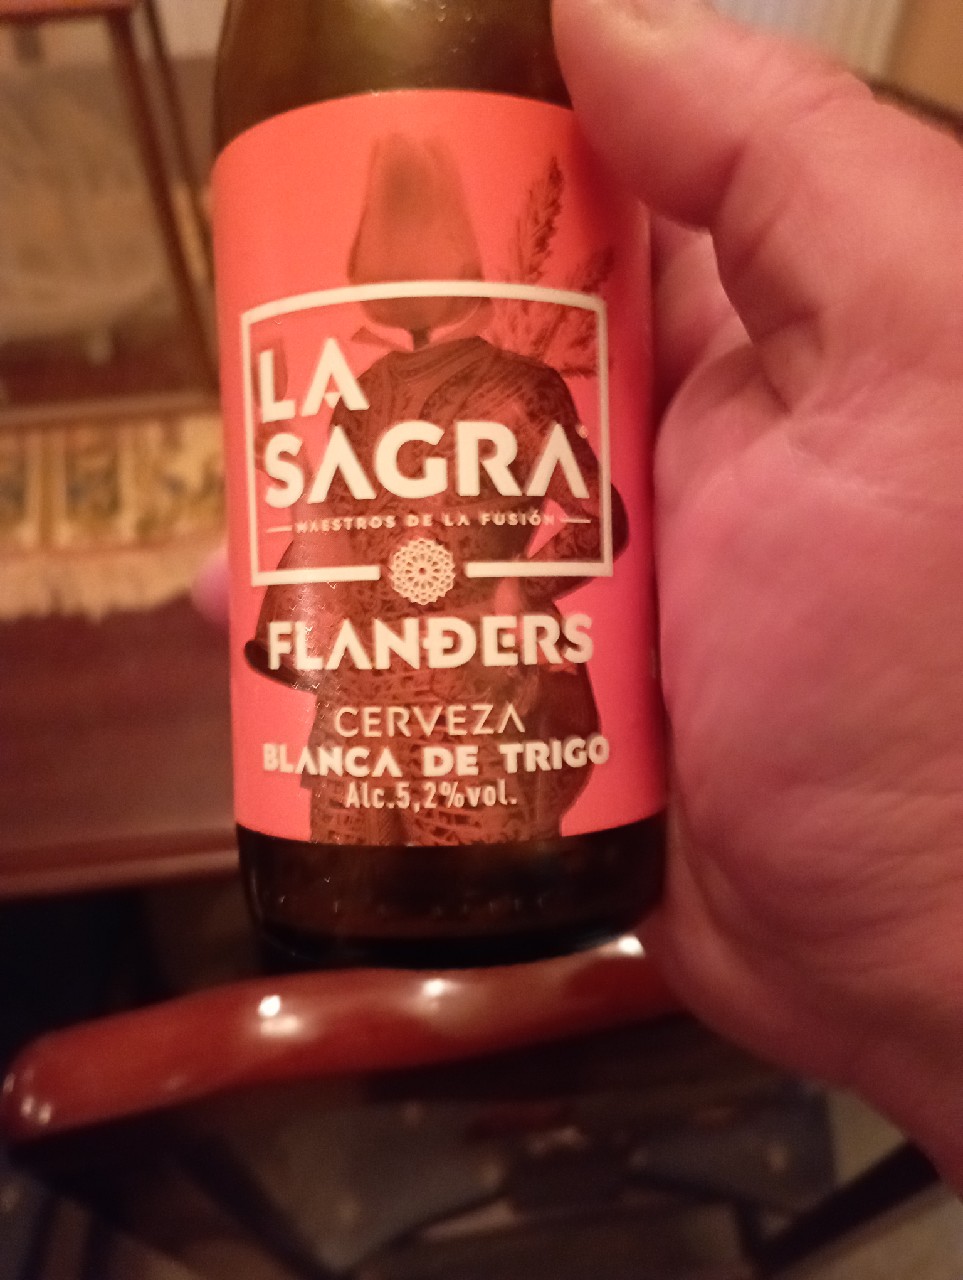 LA
SAGRA
MAESTROS DE LA FUSIÓN
FLANDERS
CERVEZA
BLANCA DE TRIGO
Alc.5,2%vol.